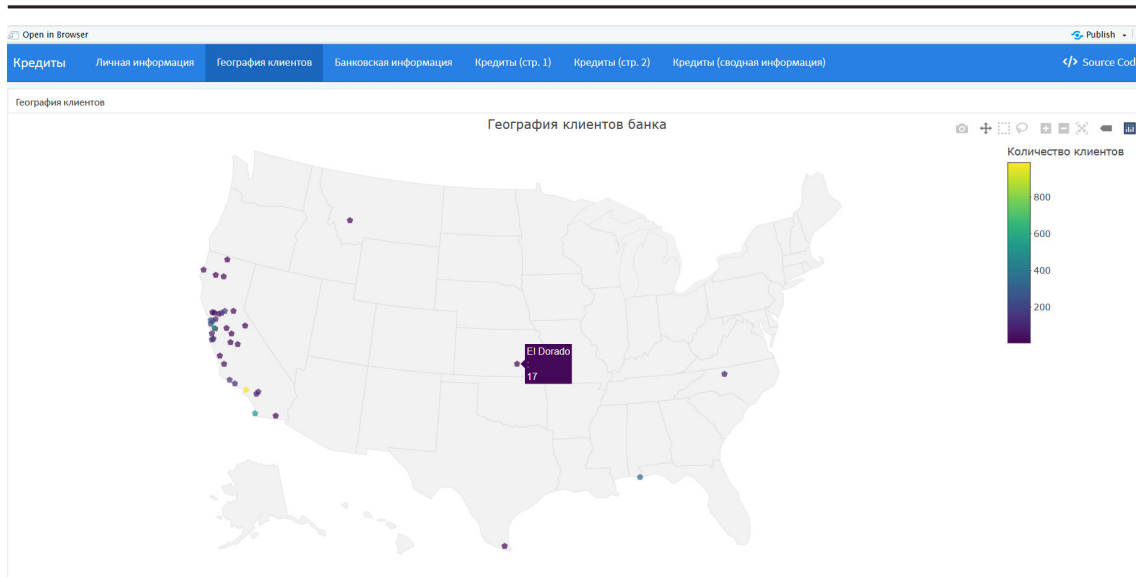 Open in Browser
Publish
Кредиты
Личная информация
География клиентов
Банковская информация
Кредиты (стр. 1)
Кредиты (стр. 2)
Кредиты (сводная информация)
</> Source Cod
География клиентов
География клиентов банка
Количество клиентов
800
600
400
200
El Dorado
17